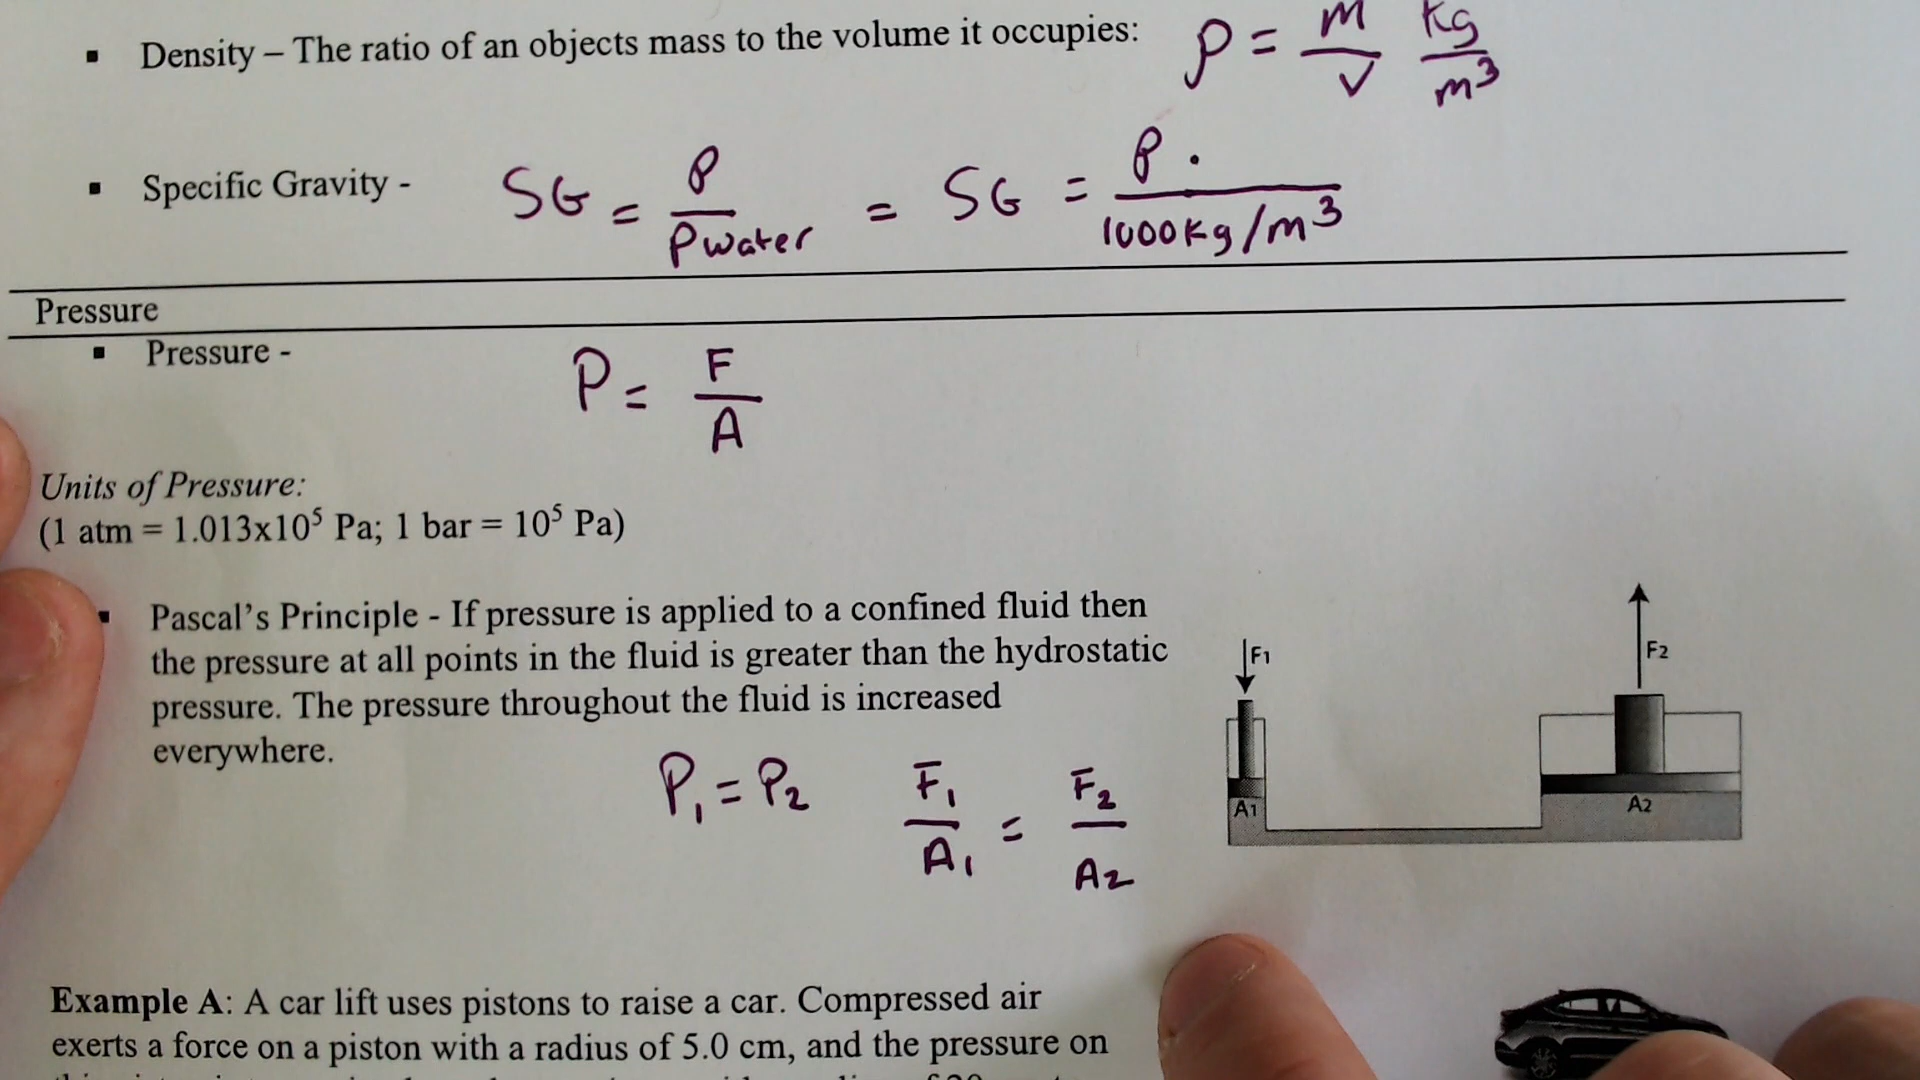 ▪ Density – The ratio of an objects mass to the volume it occupies: ρ = m/V kg/m³
▪ Specific Gravity - SG = ρ/ρwater = SG = ρ/1000kg/m³
Pressure
▪ Pressure - P = F/A
Units of Pressure:
(1 atm = 1.013x10⁵ Pa; 1 bar = 10⁵ Pa)
▪ Pascal's Principle - If pressure is applied to a confined fluid then
the pressure at all points in the fluid is greater than the hydrostatic
pressure. The pressure throughout the fluid is increased
everywhere.
P₁ = P₂ F₁/A₁ = F₂/A₂
F1
F2
A1
A2
Example A: A car lift uses pistons to raise a car. Compressed air
exerts a force on a piston with a radius of 5.0 cm, and the pressure on